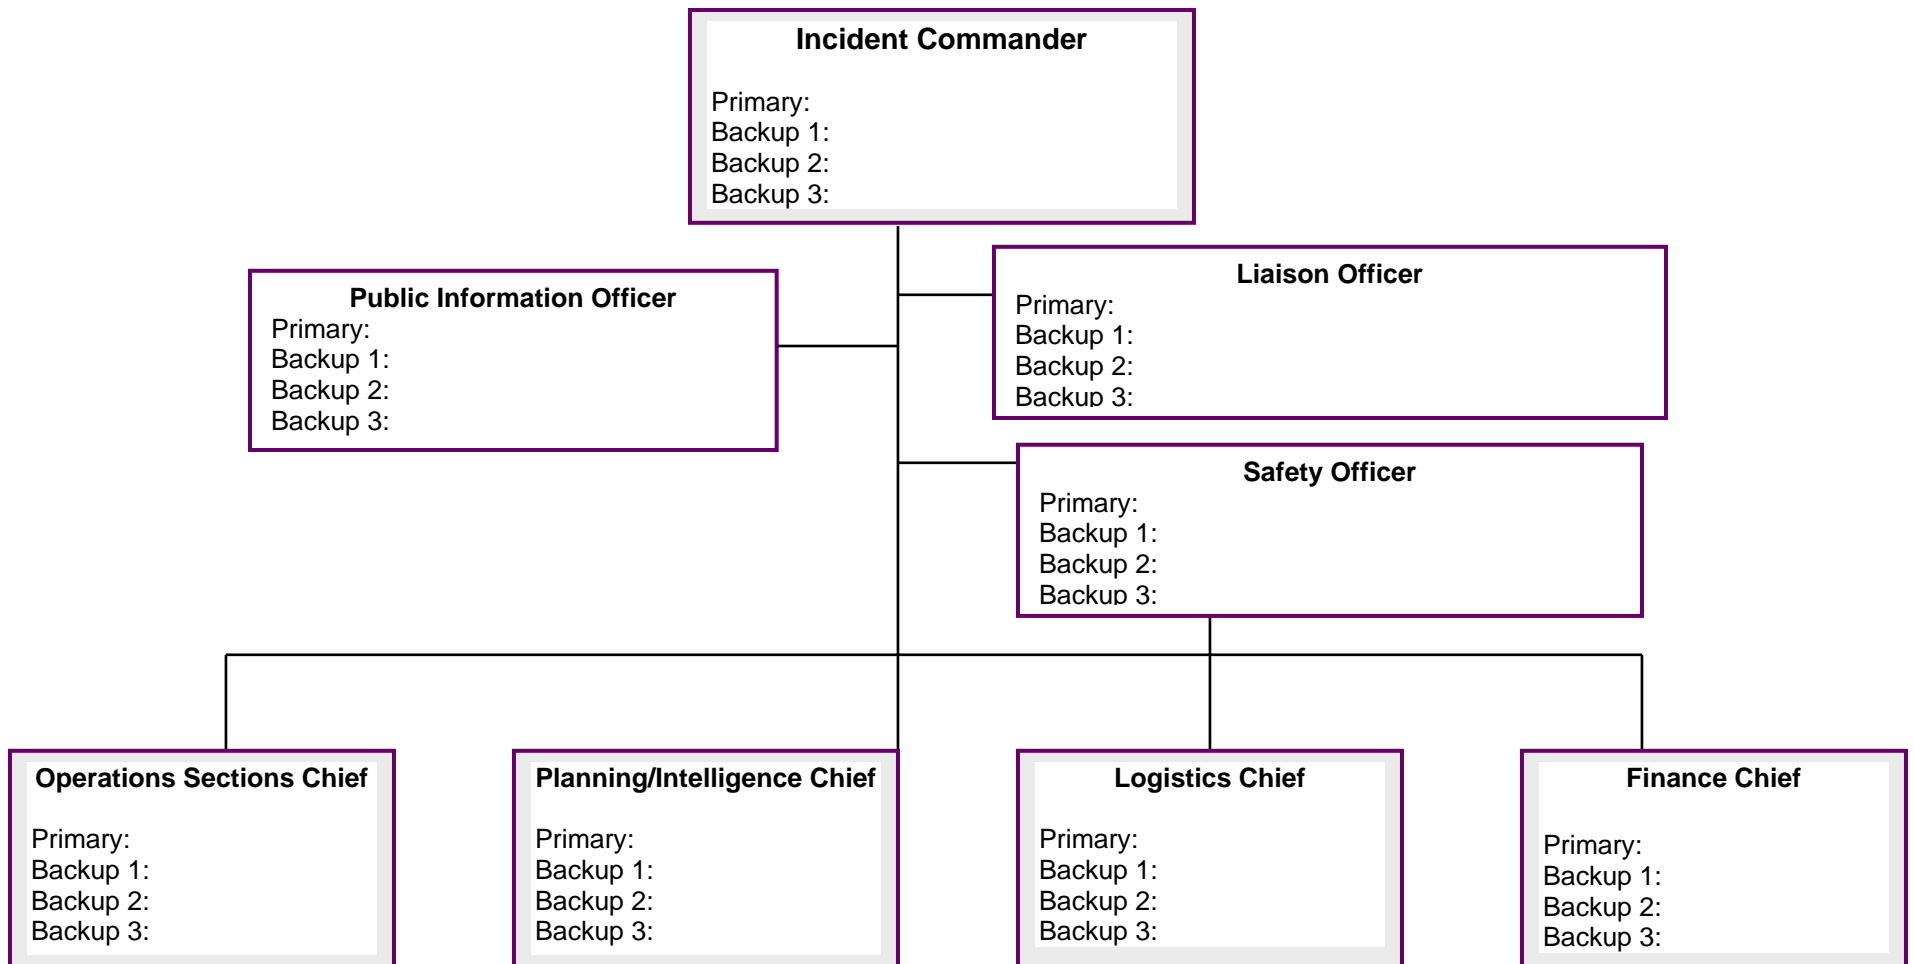 Incident Commander
Primary:
Backup 1:
Backup 2:
Backup 3:
Public Information Officer
Primary:
Backup 1:
Backup 2:
Backup 3:
Liaison Officer
Primary:
Backup 1:
Backup 2:
Backup 3:
Safety Officer
Primary:
Backup 1:
Backup 2:
Backup 3:
Operations Sections Chief
Primary:
Backup 1:
Backup 2:
Backup 3:
Planning/Intelligence Chief
Primary:
Backup 1:
Backup 2:
Backup 3:
Logistics Chief
Primary:
Backup 1:
Backup 2:
Backup 3:
Finance Chief
Primary:
Backup 1:
Backup 2:
Backup 3: